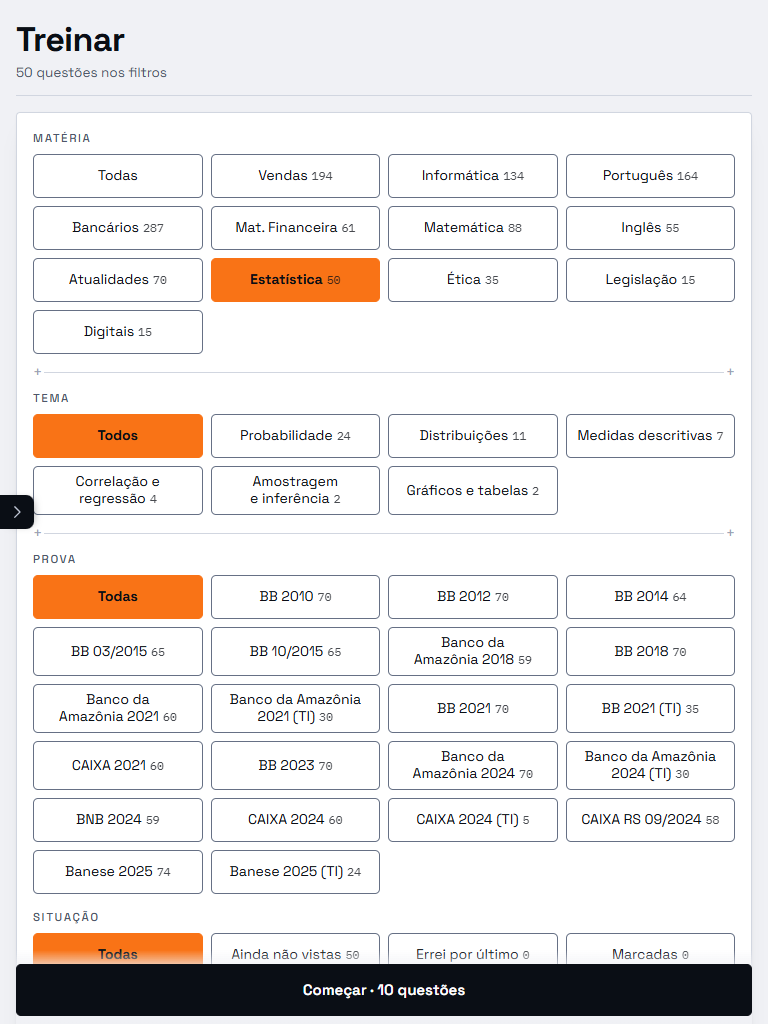 Treinar
50 questões nos filtros
MATÉRIA
Todas
Vendas 194
Informática 134
Português 164
Bancários 287
Mat. Financeira 61
Matemática 88
Inglês 55
Atualidades 70
Estatística 50
Ética 35
Legislação 15
Digitais 15
+ +
TEMA
Todos
Probabilidade 24
Distribuições 11
Medidas descritivas 7
Correlação e
regressão 4
Amostragem
e inferência 2
Gráficos e tabelas 2
+ +
PROVA
Todas
BB 2010 70
BB 2012 70
BB 2014 64
BB 03/2015 65
BB 10/2015 65
Banco da
Amazônia 2018 59
BB 2018 70
Banco da
Amazônia 2021 60
Banco da Amazônia
2021 (TI) 30
BB 2021 70
BB 2021 (TI) 35
CAIXA 2021 60
BB 2023 70
Banco da
Amazônia 2024 70
Banco da Amazônia
2024 (TI) 30
BNB 2024 59
CAIXA 2024 60
CAIXA 2024 (TI) 5
CAIXA RS 09/2024 58
Banese 2025 74
Banese 2025 (TI) 24
SITUAÇÃO
Todas
Ainda não vistas 50
Errei por último 0
Marcadas 0
Começar · 10 questões